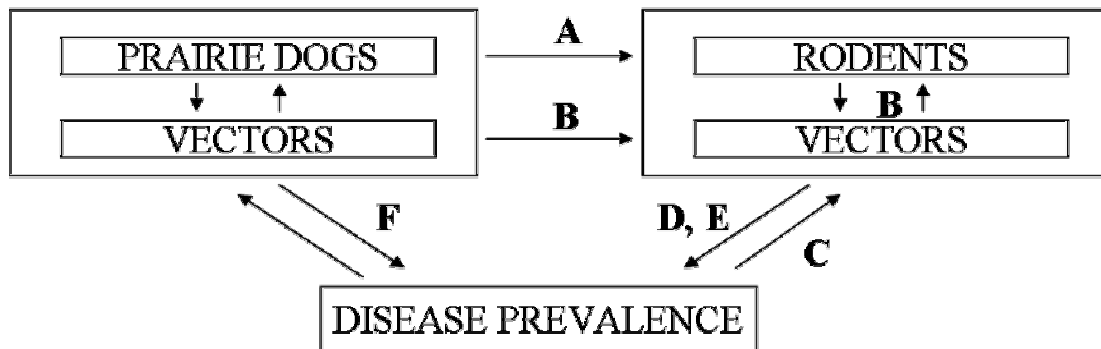 A
PRAIRIE DOGS
RODENTS
B
B
VECTORS
VECTORS
F
D, E
C
DISEASE PREVALENCE